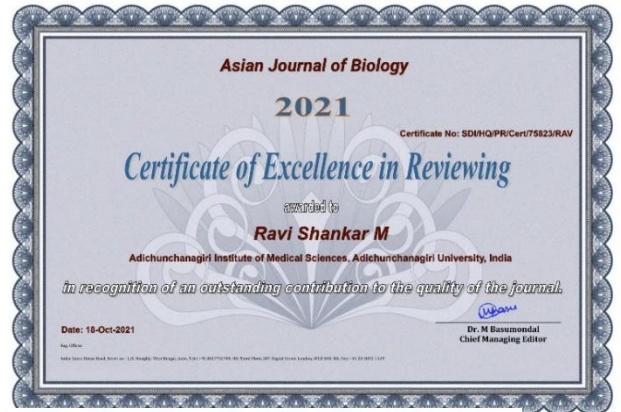 Asian Journal of Biology
2021
Certificate No: SDI/HQ/PR/Cert/75823/RAV
Certificate of Excellence in Reviewing
awarded to
Ravi Shankar M
Adichunchanagiri Institute of Medical Sciences, Adichunchanagiri University, India
in recognition of an outstanding contribution to the quality of the journal.
Date: 18-Oct-2021
Dr. M Basumondal
Chief Managing Editor